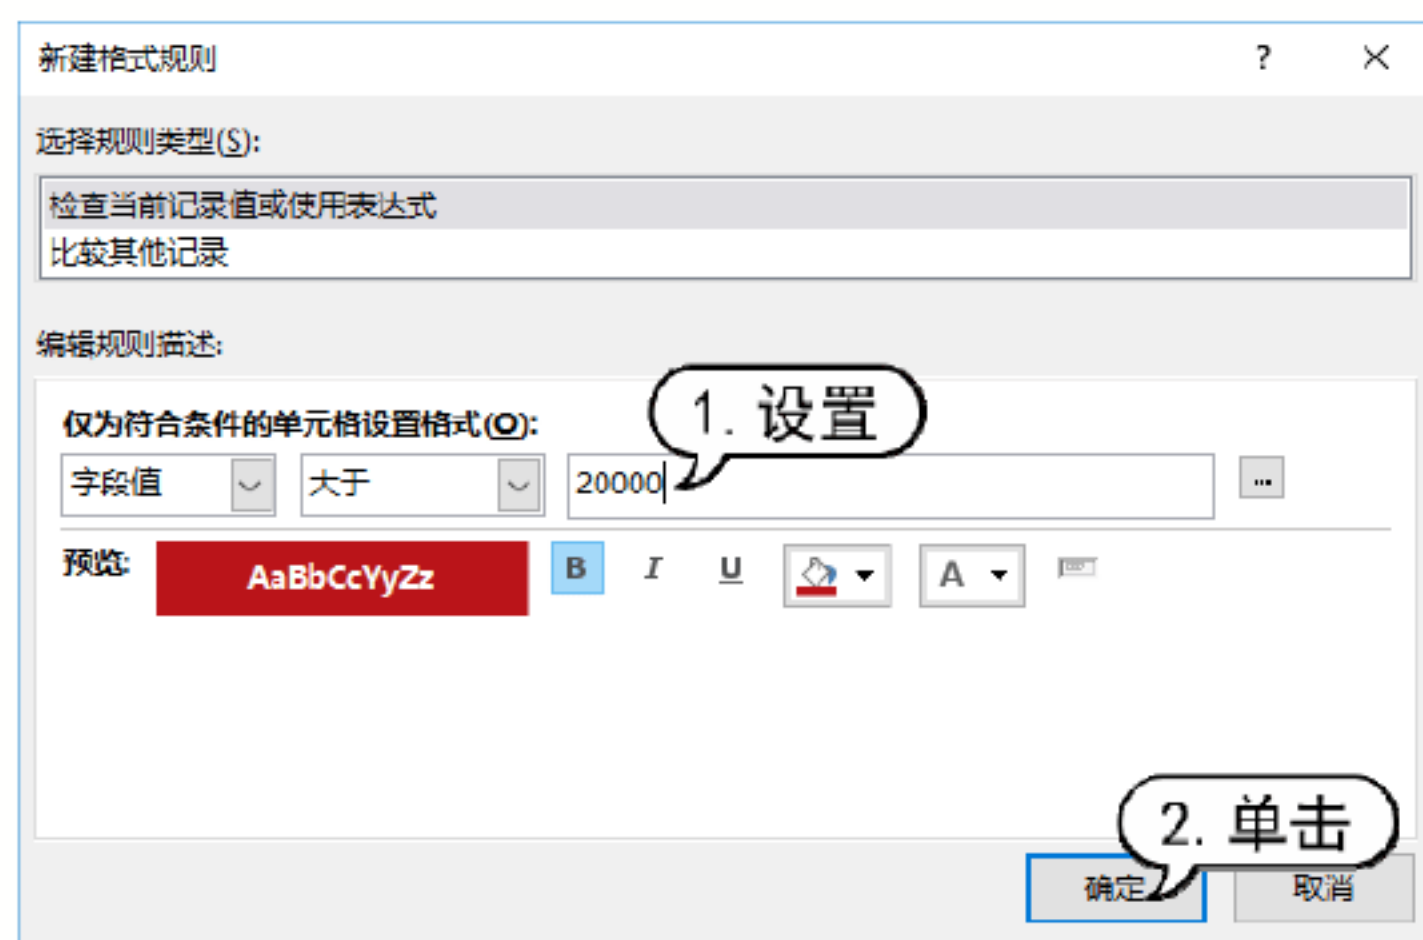 新建格式规则 ?
选择规则类型(S):
检查当前记录值或使用表达式
比较其他记录
编辑规则描述:
仅为符合条件的单元格设置格式(O):
1. 设置
字段值 大于 20000 ...
预览: AaBbCcYyZz B I U A
2. 单击
确定 取消